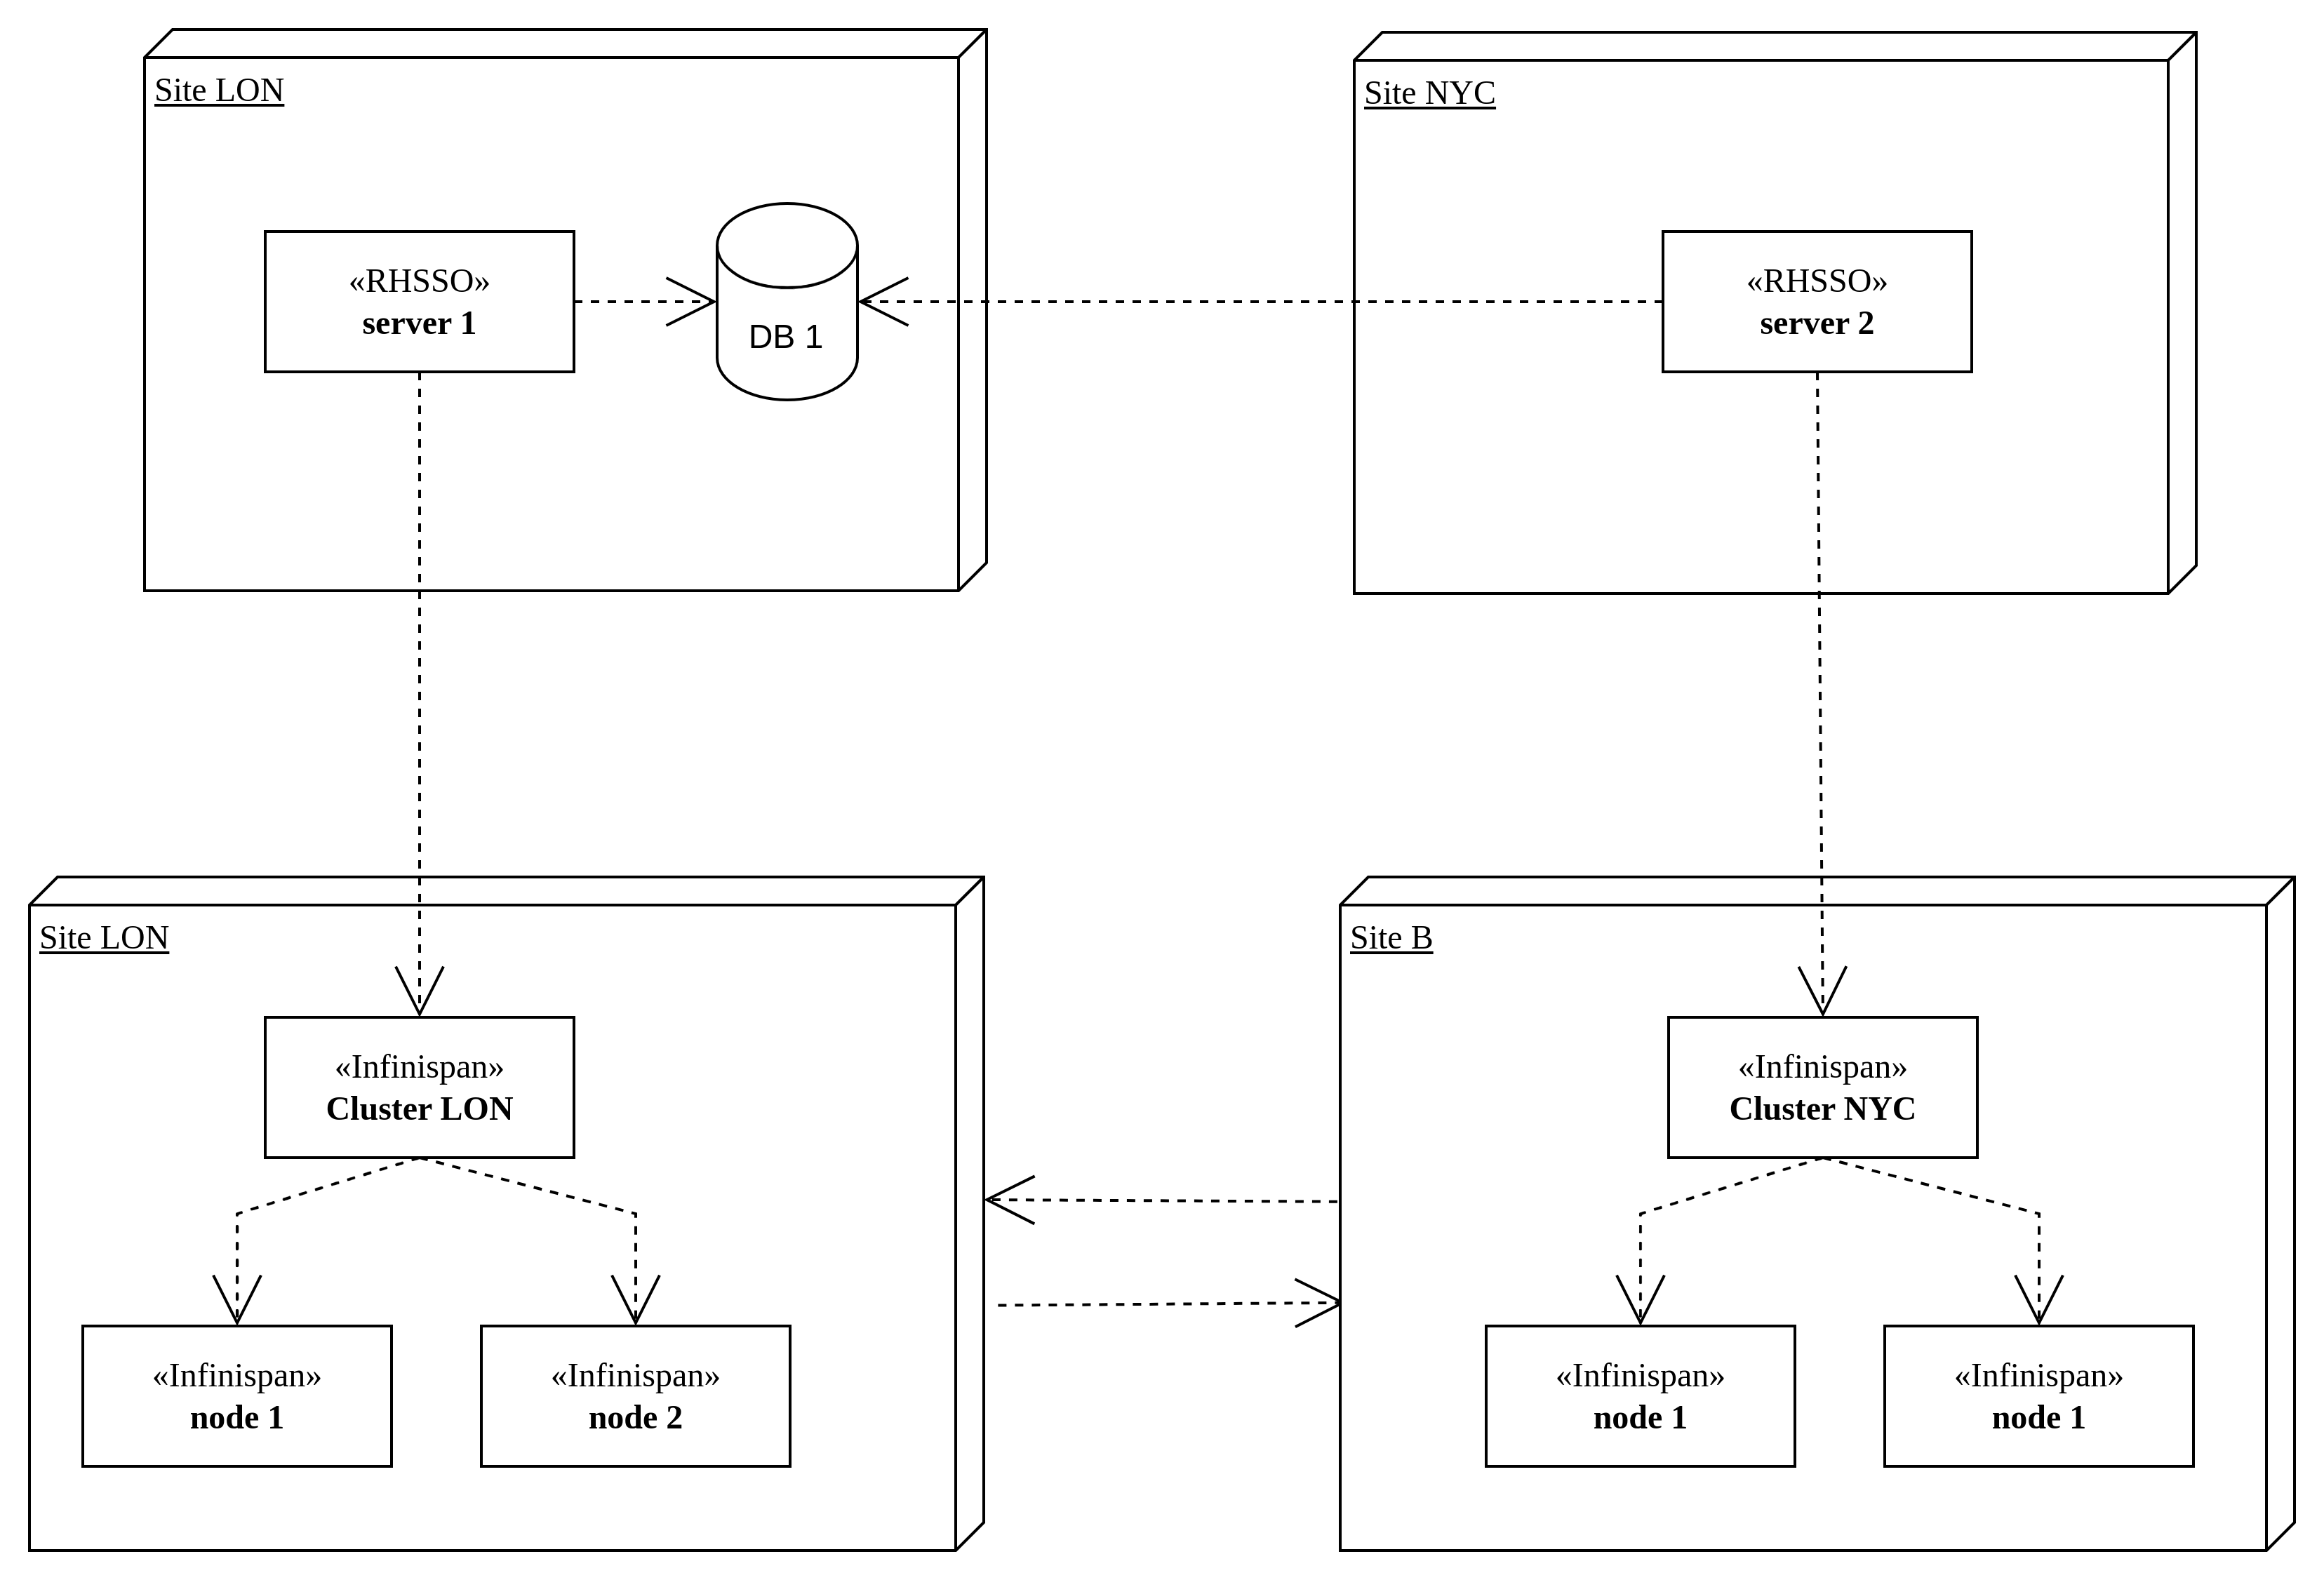 Site LON
«RHSSO»
server 1
DB 1
Site NYC
«RHSSO»
server 2
Site LON
«Infinispan»
Cluster LON
«Infinispan»
node 1
«Infinispan»
node 2
Site B
«Infinispan»
Cluster NYC
«Infinispan»
node 1
«Infinispan»
node 1